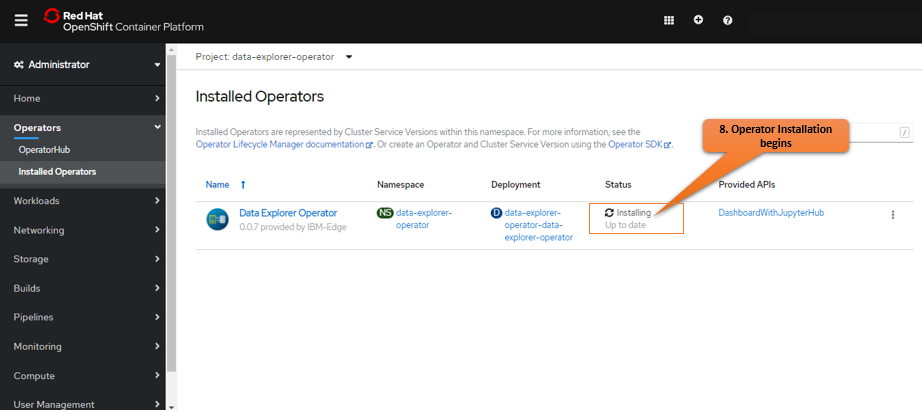 Red Hat
OpenShift Container Platform
Administrator
Home
Operators
OperatorHub
Installed Operators
Workloads
Networking
Storage
Builds
Pipelines
Monitoring
Compute
User Management
Project: data-explorer-operator
Installed Operators
Installed Operators are represented by Cluster Service Versions within this namespace. For more information, see the
Operator Lifecycle Manager documentation. Or create an Operator and Cluster Service Version using the Operator SDK.
8. Operator Installation
begins
/
Name Namespace Deployment Status Provided APIs
Data Explorer Operator
0.0.7 provided by IBM-Edge
NS data-explorer-
operator
D data-explorer-
operator-data-
explorer-operator
Installing
Up to date
DashboardWithJupyterHub